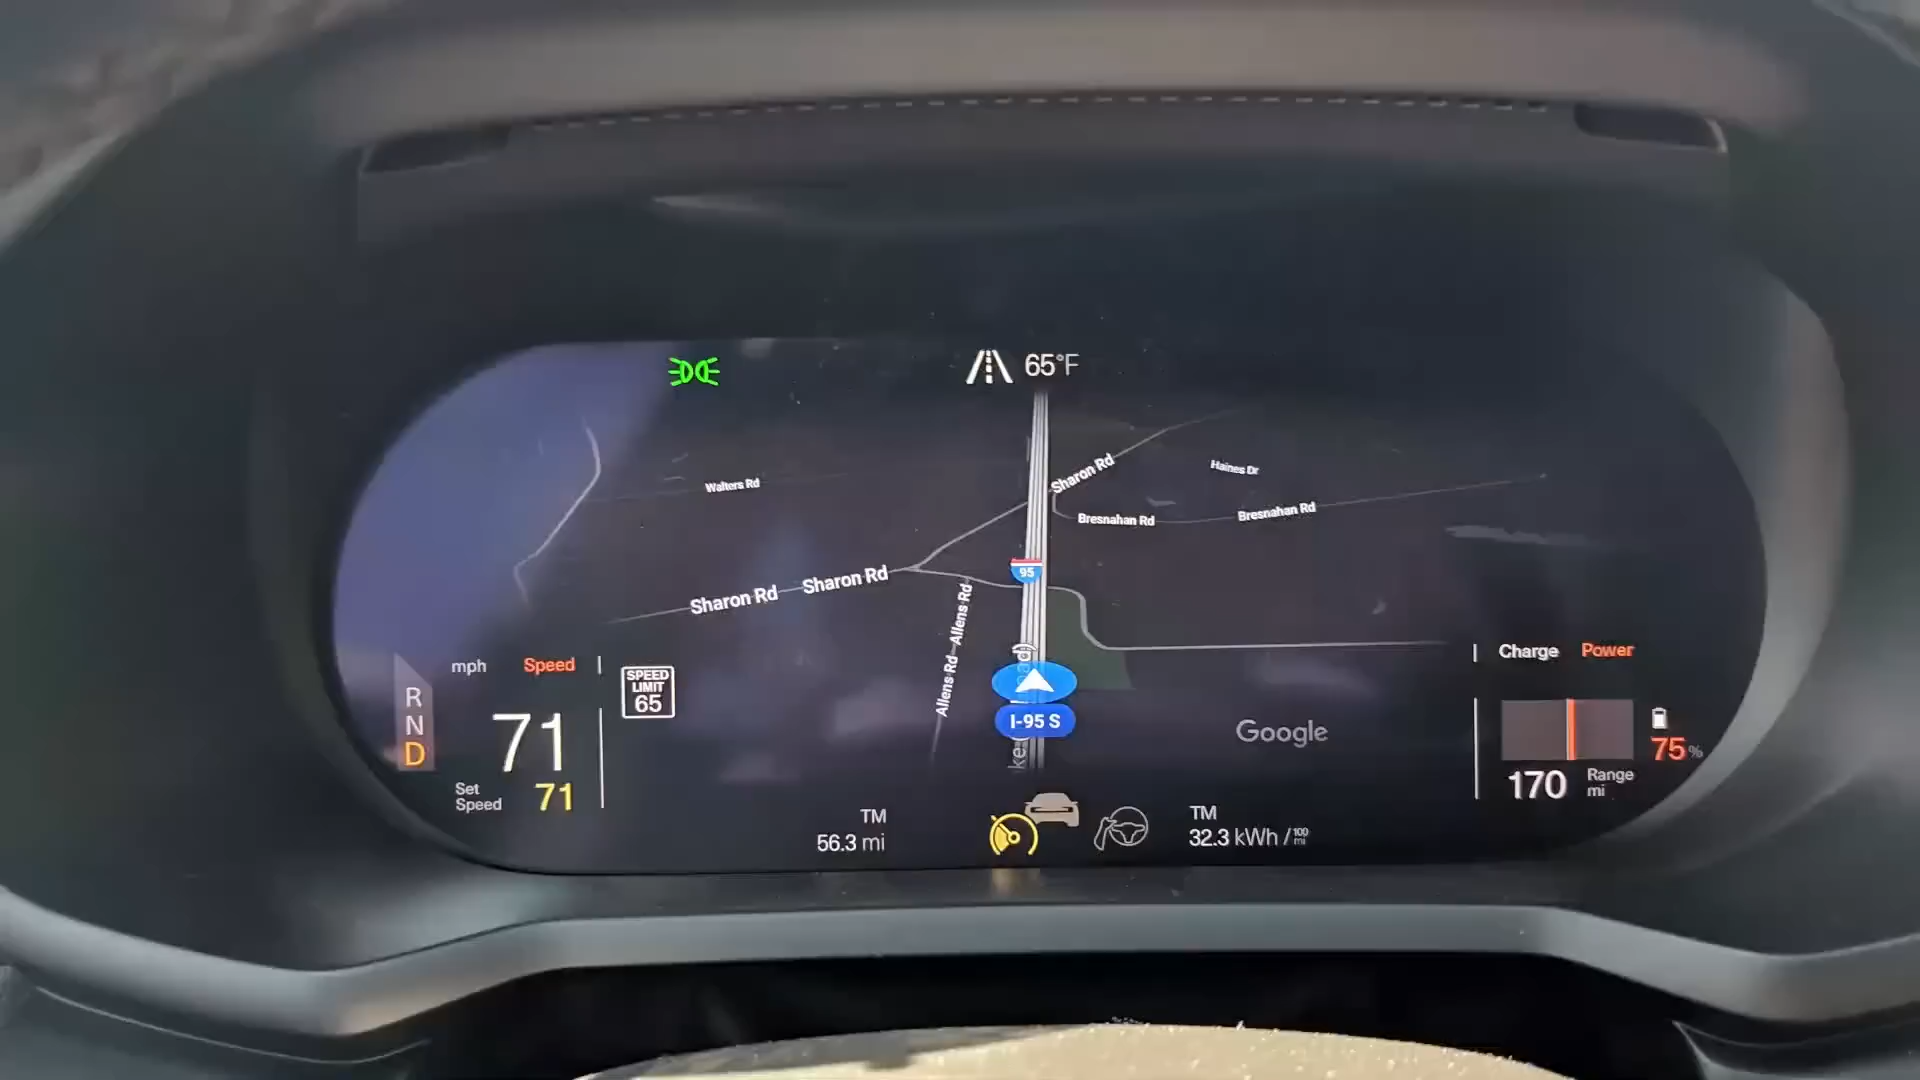 65°F
Walters Rd
Sharon Rd
Haines Dr
Bresnahan Rd
Bresnahan Rd
95
Sharon Rd
Sharon Rd
Allens Rd
Allens Rd
I-95 S
Google
R
N
D
mph
Speed
71
Set
Speed
71
SPEED
LIMIT
65
TM
56.3 mi
TM
32.3 kWh / 100 mi
Charge
Power
75 %
170
Range
mi